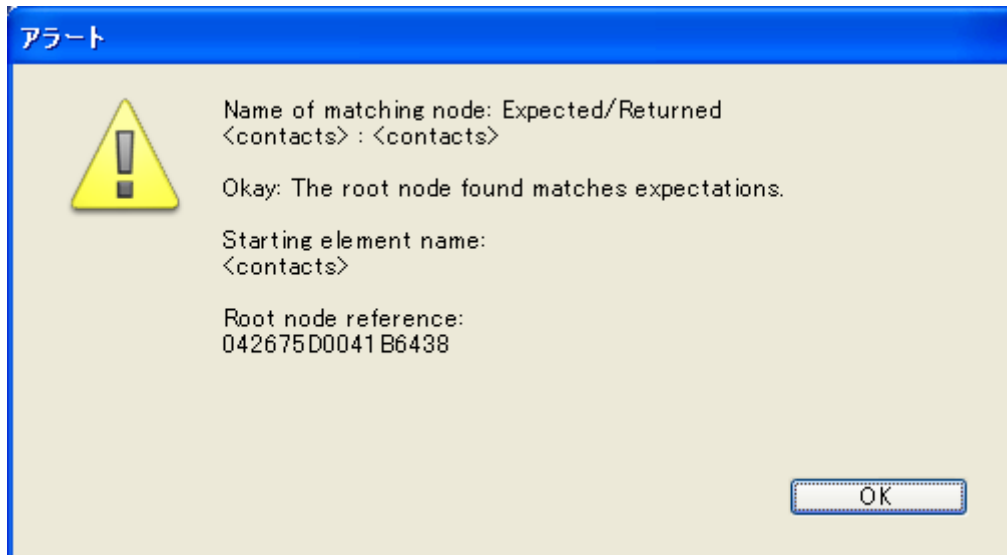 アラート
Name of matching node: Expected/Returned
<contacts> : <contacts>
Okay: The root node found matches expectations.
Starting element name:
<contacts>
Root node reference:
042675D0041B6438
OK